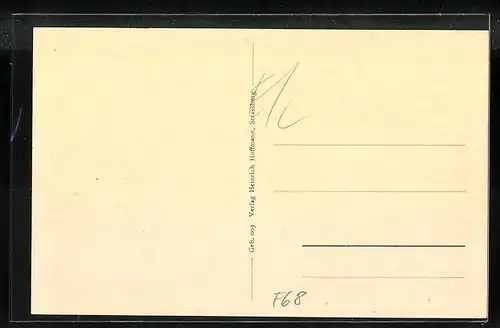 Geb. 003 Verlag Heinrich Hoffmann, Strassburg
F68